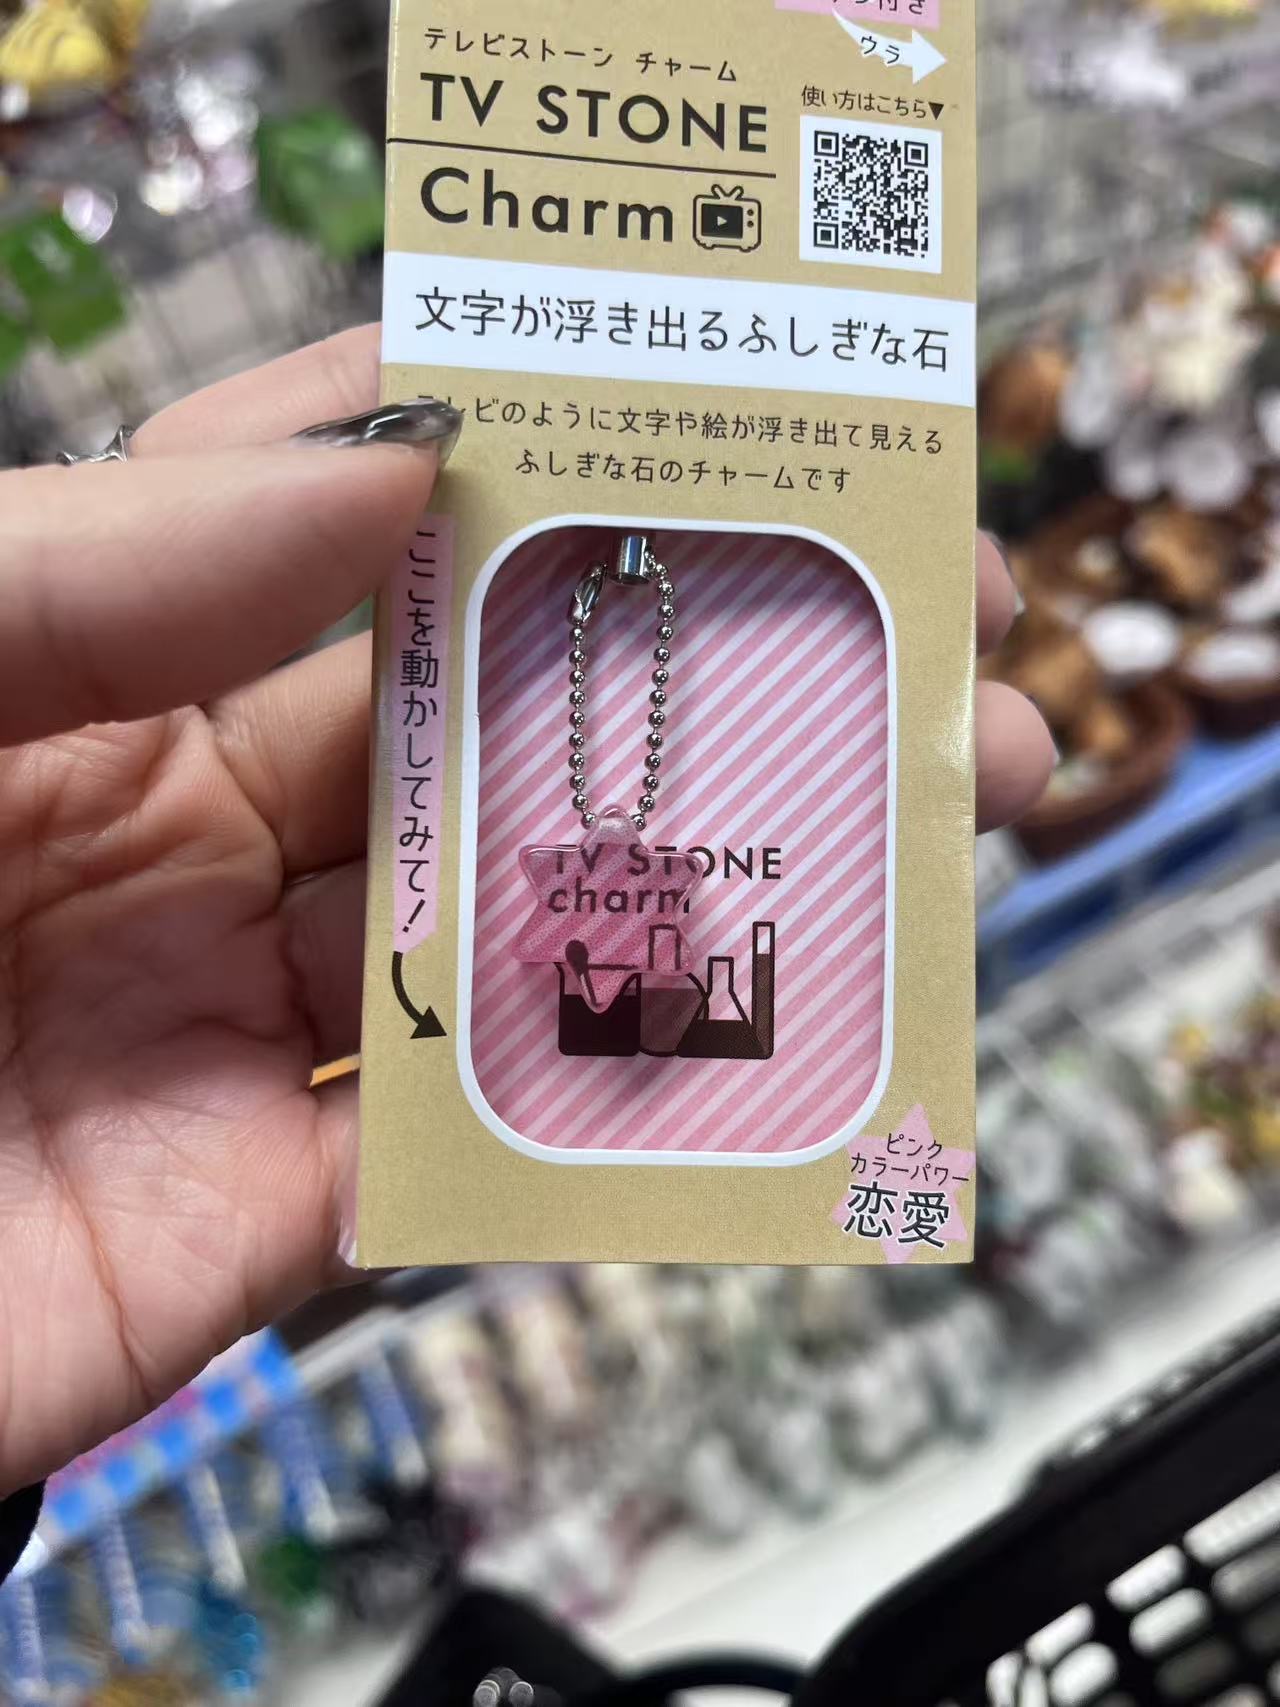 付き
ウラ
テレビストーン チャーム
TV STONE
Charm
使い方はこちら▼
文字が浮き出るふしぎな石
テレビのように文字や絵が浮き出て見える
ふしぎな石のチャームです
ここを動かしてみて!
TV STONE
charm
ピンク
カラーパワー
恋愛